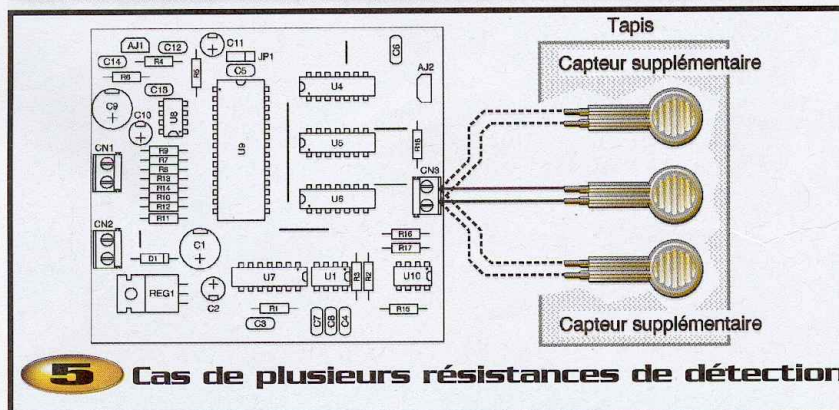 Tapis
Capteur supplémentaire
C11
AJ1
C12
JP1
C14
R4
C5
R5
C6
AJ2
R6
C13
C9
U4
C10
U8
U9
U5
R18
CN1
R9
R7
R8
R13
R14
R10
R12
R11
CN3
U6
CN2
C1
R16
R17
D1
U7
U1
R3
R2
U10
REG1
C2
R1
C3
C7
C8
C4
R15
Capteur supplémentaire
5 Cas de plusieurs résistances de détection